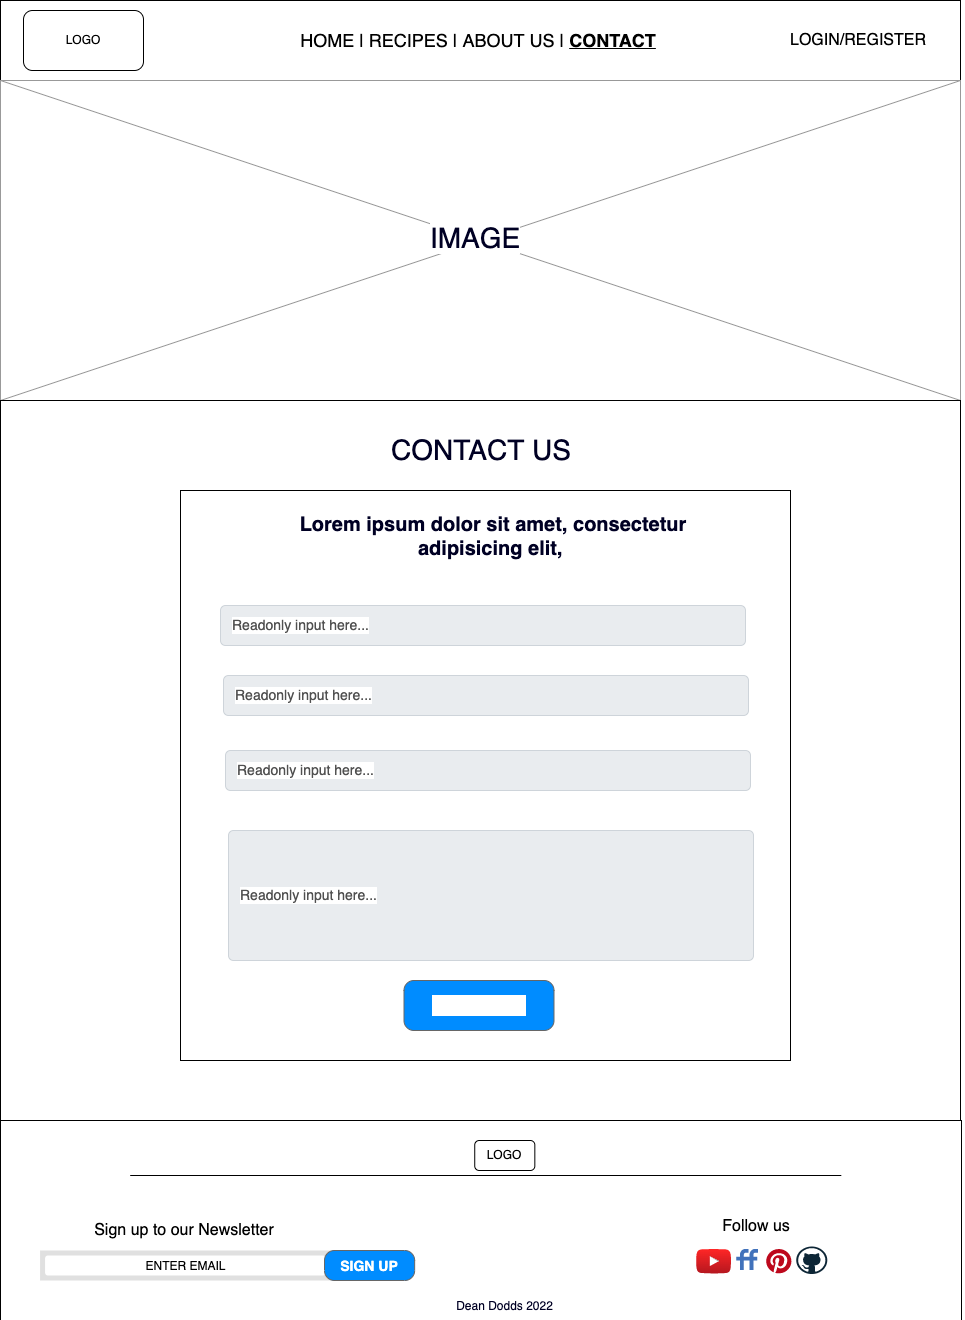 LOGO
HOME | RECIPES | ABOUT US | CONTACT
LOGIN/REGISTER
IMAGE
CONTACT US
Lorem ipsum dolor sit amet, consectetur
adipisicing elit,
Readonly input here...
Readonly input here...
Readonly input here...
Readonly input here...
LOGO
Sign up to our Newsletter
Follow us
ENTER EMAIL
SIGN UP
Dean Dodds 2022